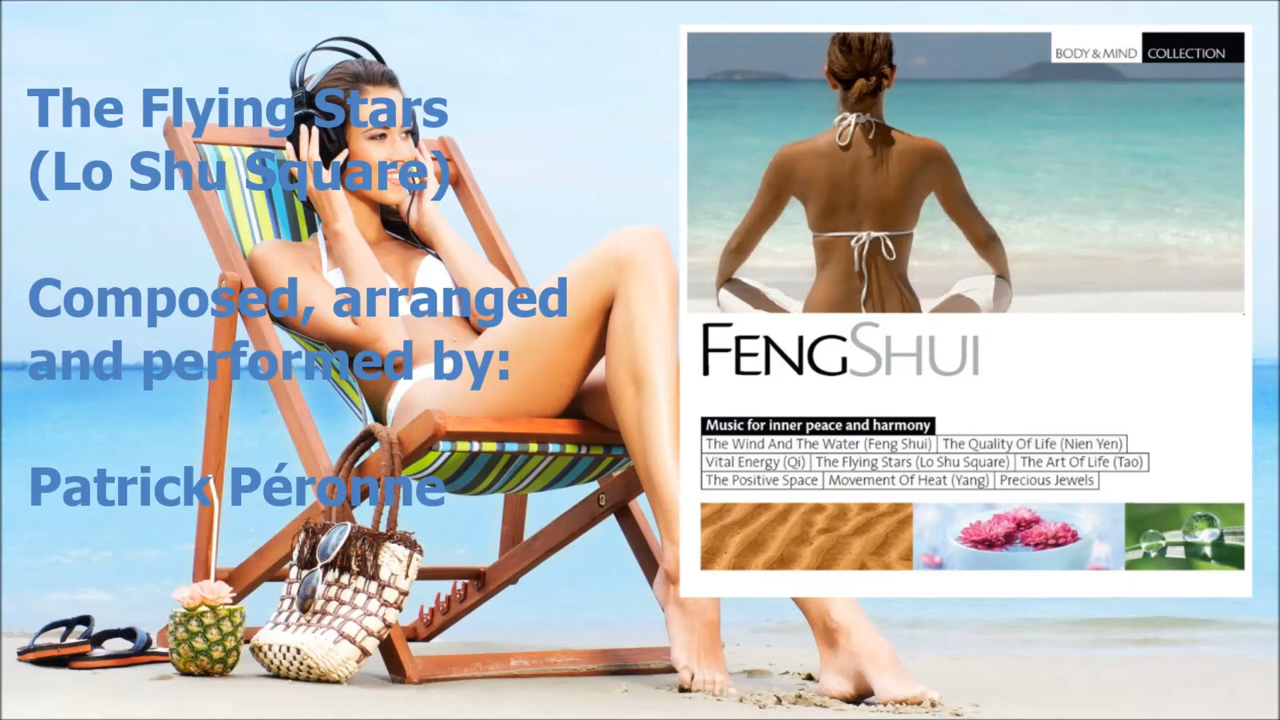 The Flying Stars
(Lo Shu Square)
Composed, arranged
and performed by:
Patrick Péronne
BODY & MIND COLLECTION
FENGSHUI
Music for inner peace and harmony
The Wind And The Water (Feng Shui) | The Quality Of Life (Nien Yen)
Vital Energy (Qi) | The Flying Stars (Lo Shu Square) | The Art Of Life (Tao)
The Positive Space | Movement Of Heat (Yang) | Precious Jewels